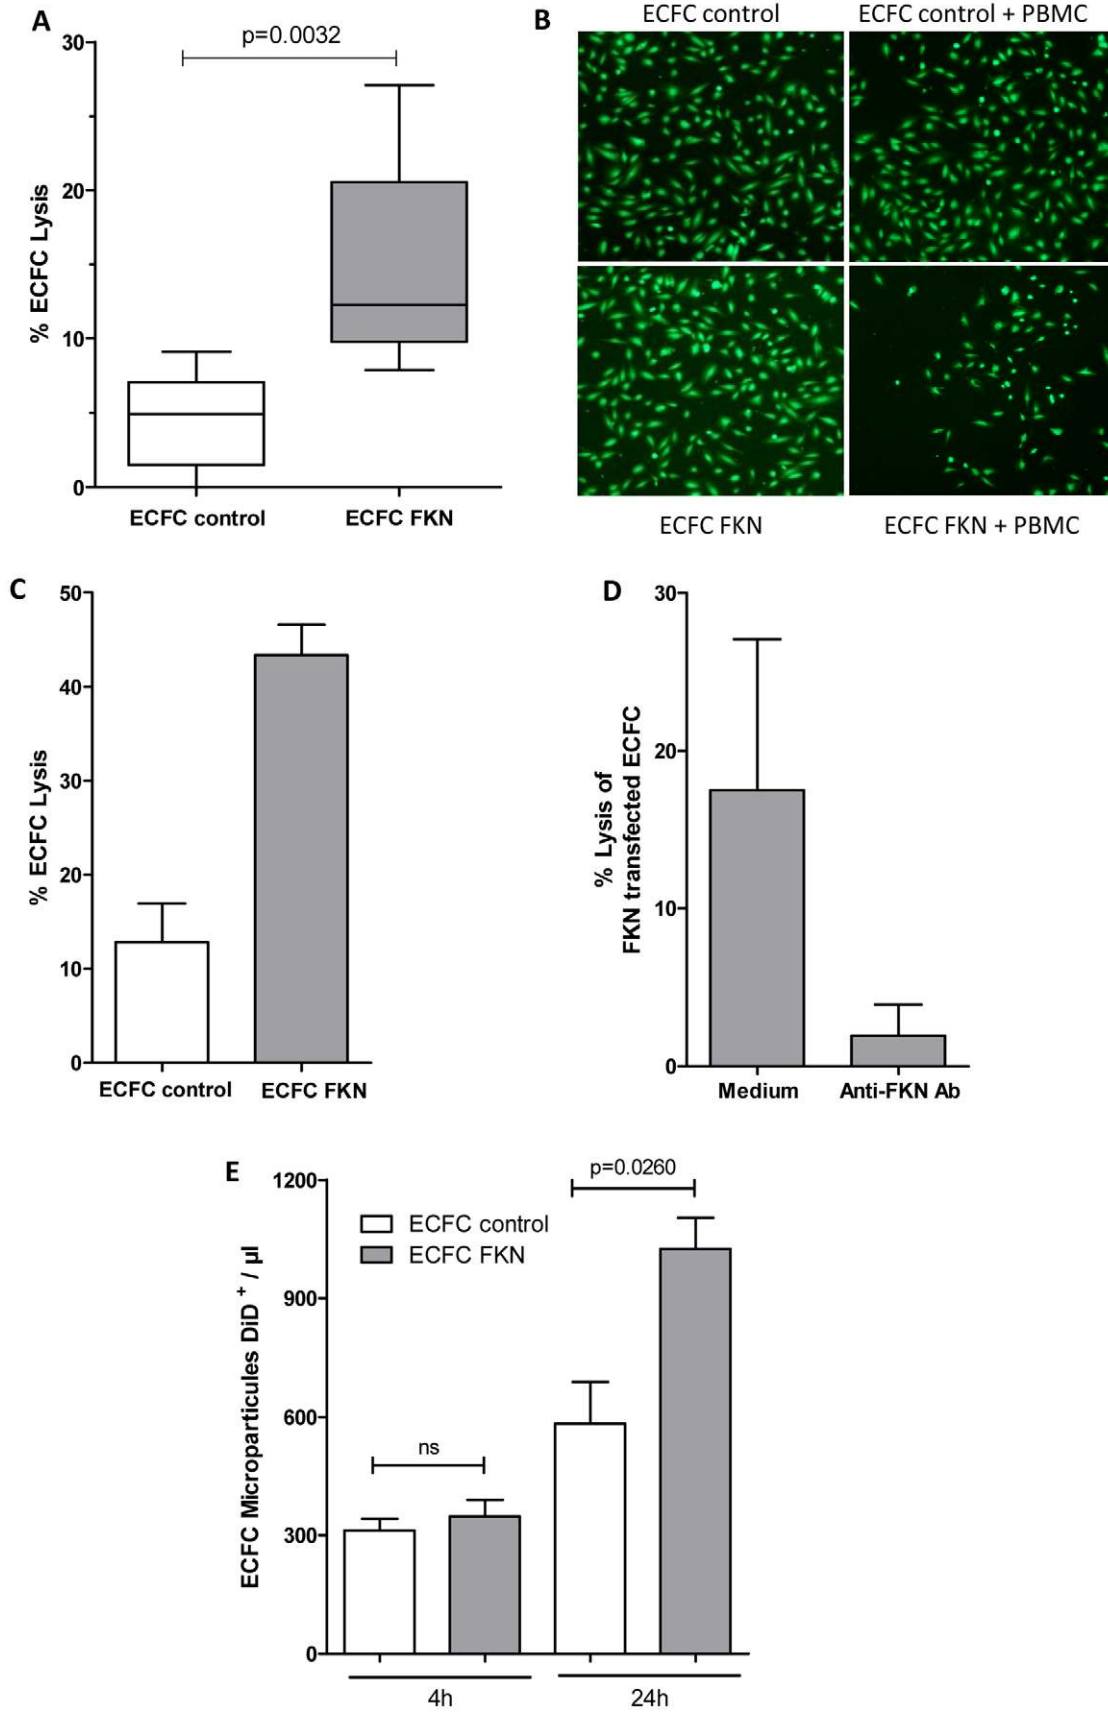 A
p=0.0032
30
20
10
0
% ECFC Lysis
ECFC control
ECFC FKN
B
ECFC control
ECFC control + PBMC
ECFC FKN
ECFC FKN + PBMC
C
50
40
30
20
10
0
% ECFC Lysis
ECFC control
ECFC FKN
D
30
20
10
0
% Lysis of
FKN transfected ECFC
Medium
Anti-FKN Ab
E
p=0.0260
1200
900
600
300
0
ECFC Microparticules DiD + / µl
ECFC control
ECFC FKN
ns
4h
24h